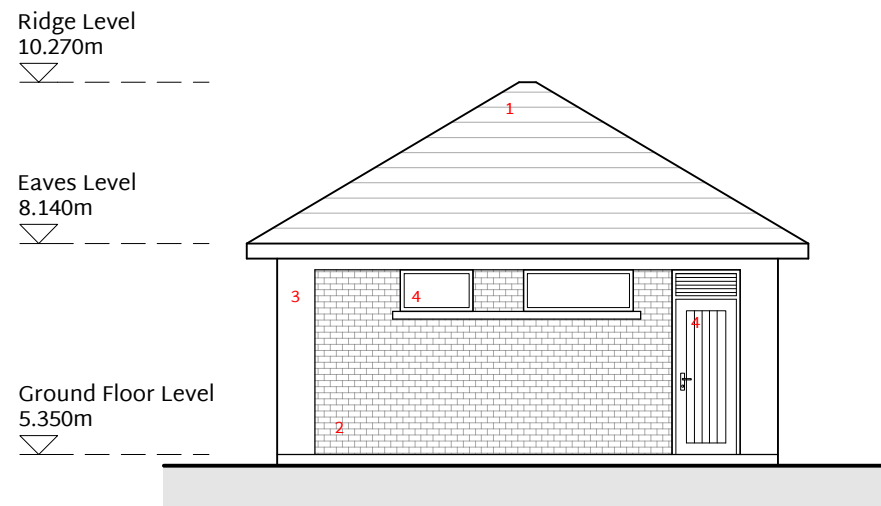 Ridge Level
10.270m
1
Eaves Level
8.140m
3
4
4
Ground Floor Level
5.350m
2